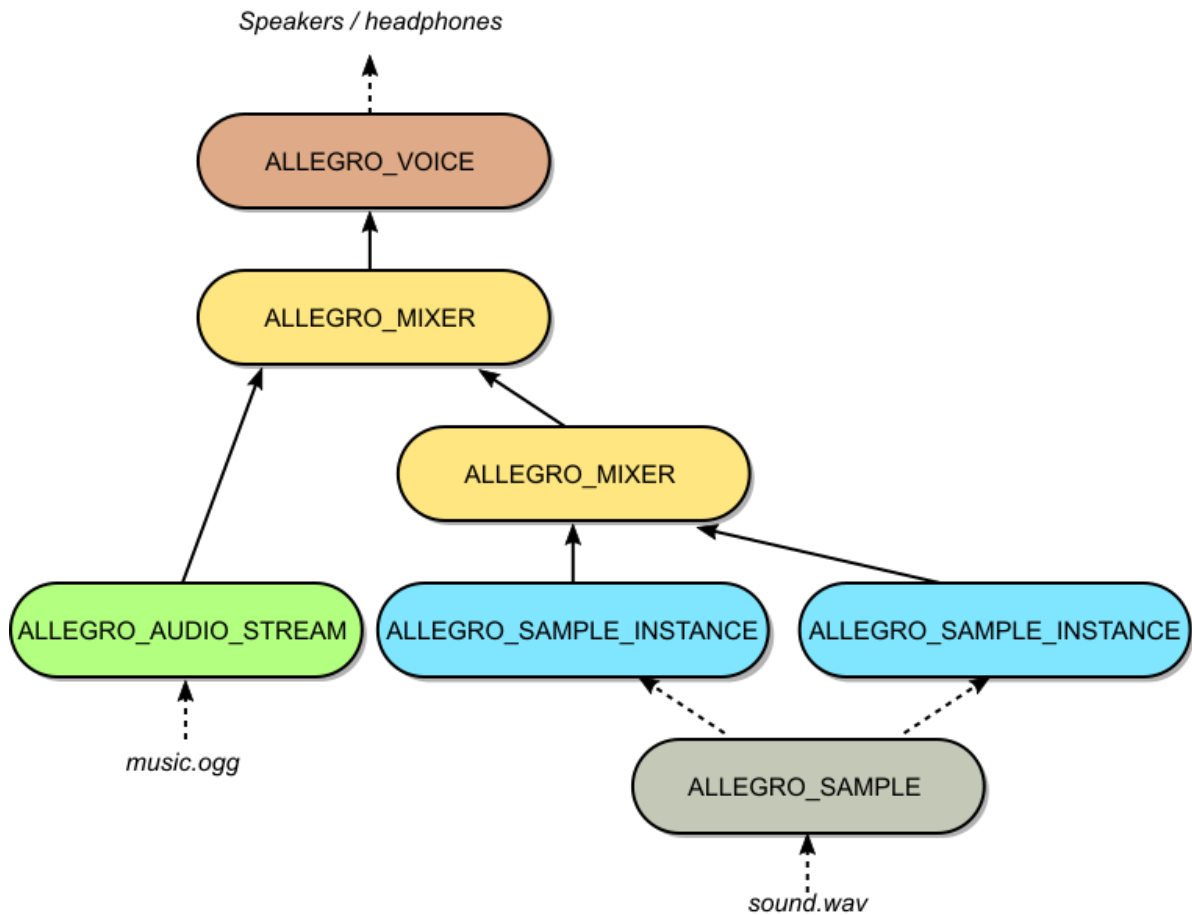 Speakers / headphones
ALLEGRO_VOICE
ALLEGRO_MIXER
ALLEGRO_MIXER
ALLEGRO_AUDIO_STREAM
ALLEGRO_SAMPLE_INSTANCE
ALLEGRO_SAMPLE_INSTANCE
music.ogg
ALLEGRO_SAMPLE
sound.wav